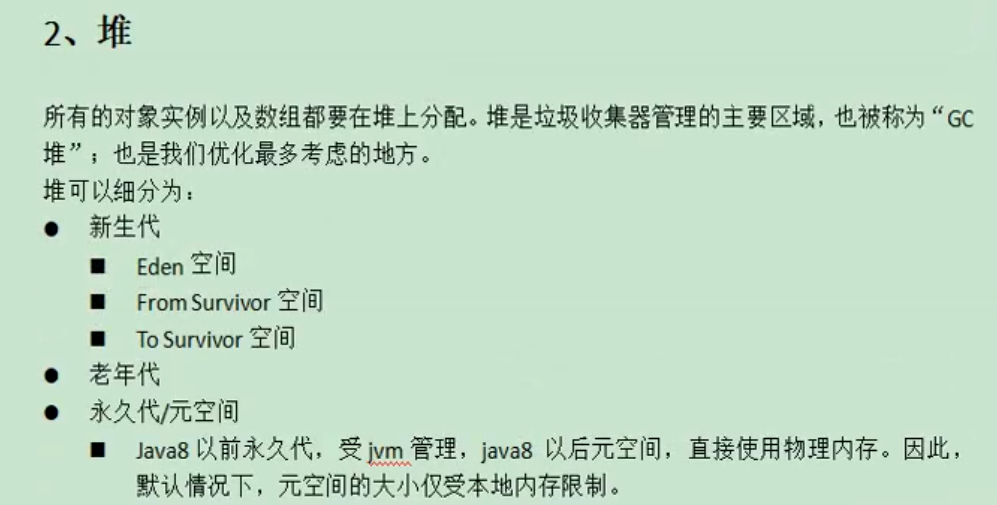 2、堆
所有的对象实例以及数组都要在堆上分配。堆是垃圾收集器管理的主要区域，也被称为“GC
堆”；也是我们优化最多考虑的地方。
堆可以细分为：
● 新生代
■ Eden 空间
■ From Survivor 空间
■ To Survivor 空间
● 老年代
● 永久代/元空间
■ Java8 以前永久代，受 jvm 管理，java8 以后元空间，直接使用物理内存。因此，
默认情况下，元空间的大小仅受本地内存限制。